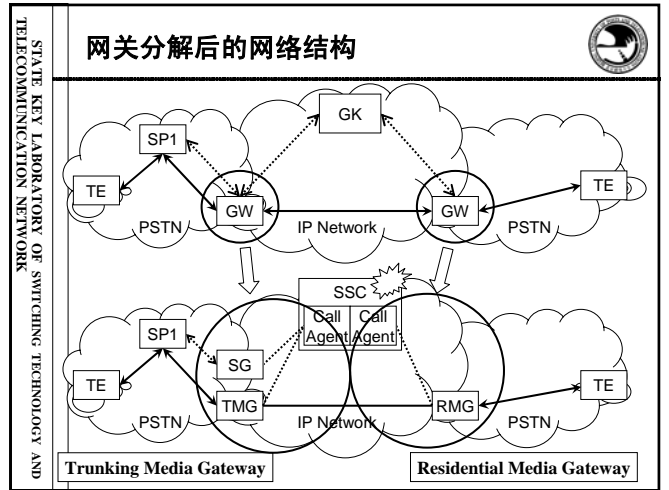 STATE KEY LABORATORY OF SWITCHING TECHNOLOGY AND
TELECOMMUNICATION NETWORK
网关分解后的网络结构
GK
SP1
TE
GW
GW
TE
PSTN
IP Network
PSTN
SSC
Call Agent
Call Agent
SP1
SG
TE
TMG
RMG
TE
PSTN
IP Network
PSTN
Trunking Media Gateway
Residential Media Gateway